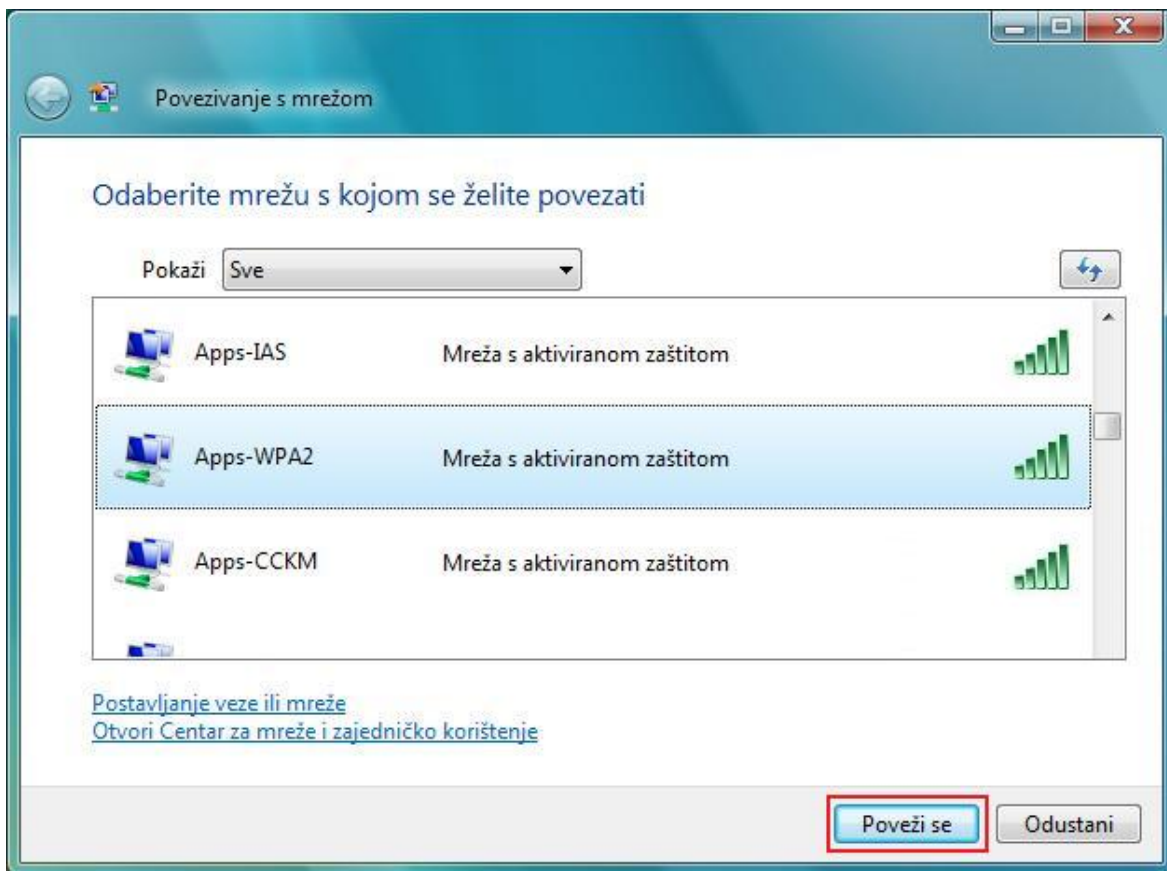 Povezivanje s mrežom
Odaberite mrežu s kojom se želite povezati
Pokaži Sve
Apps-IAS Mreža s aktiviranom zaštitom
Apps-WPA2 Mreža s aktiviranom zaštitom
Apps-CCKM Mreža s aktiviranom zaštitom
Postavljanje veze ili mreže
Otvori Centar za mreže i zajedničko korištenje
Poveži se Odustani